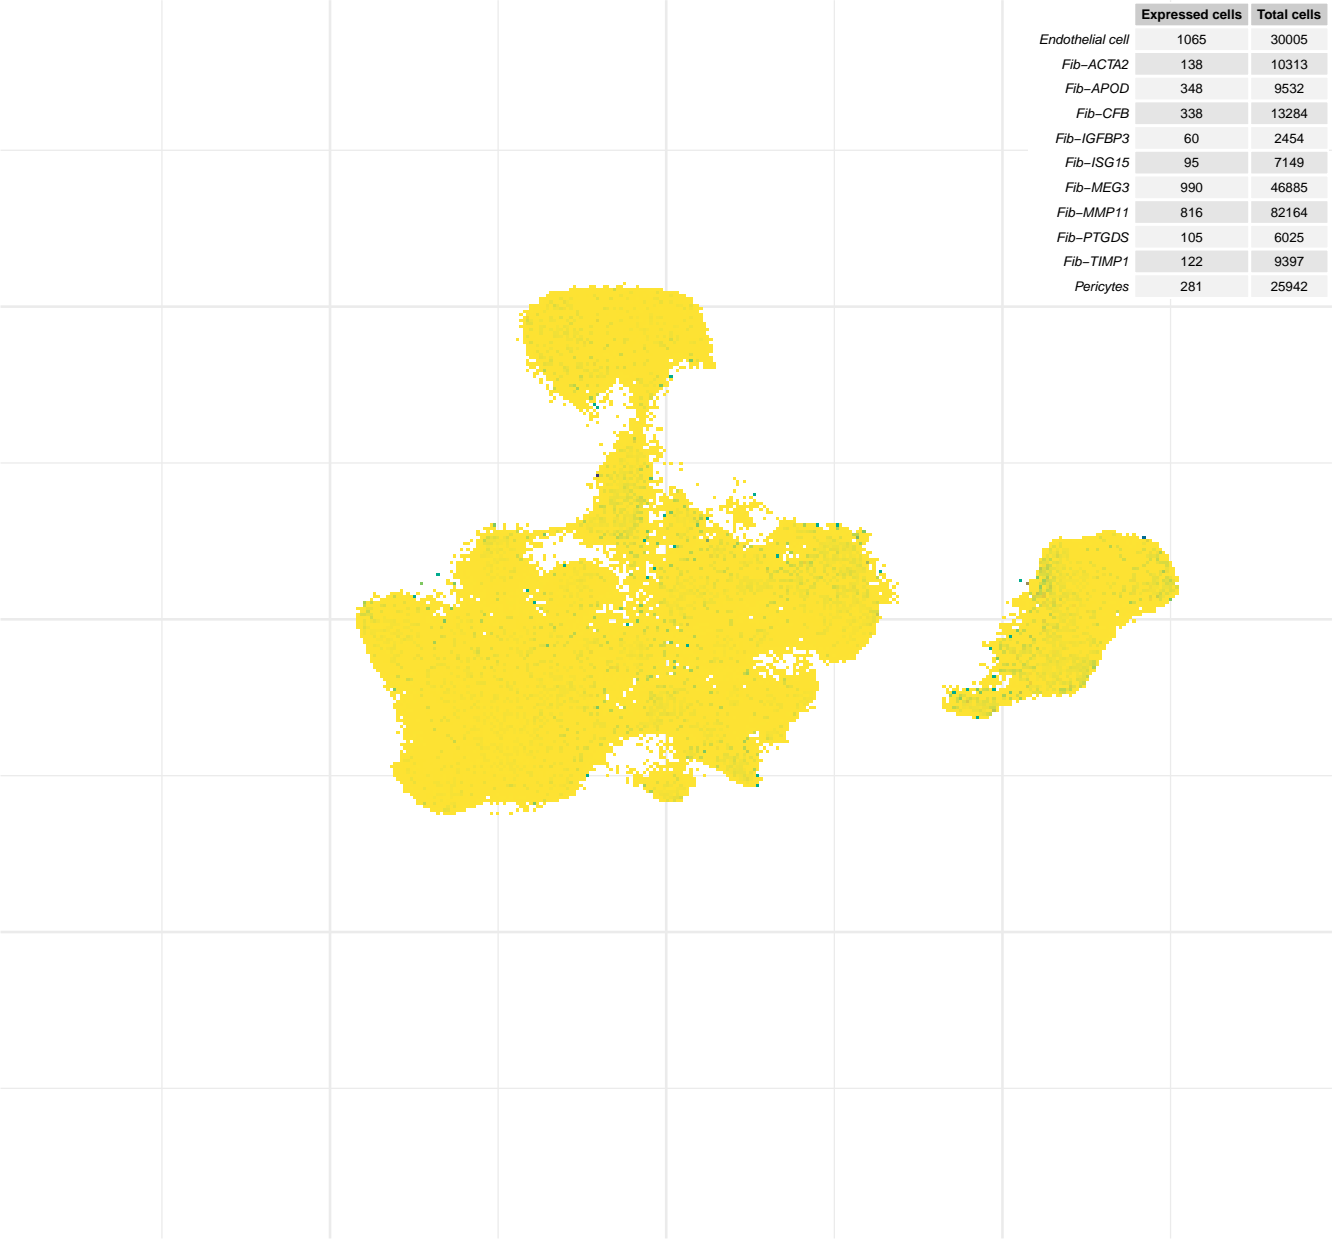 Expressed cells Total cells
Endothelial cell 1065 30005
Fib−ACTA2 138 10313
Fib−APOD 348 9532
Fib−CFB 338 13284
Fib−IGFBP3 60 2454
Fib−ISG15 95 7149
Fib−MEG3 990 46885
Fib−MMP11 816 82164
Fib−PTGDS 105 6025
Fib−TIMP1 122 9397
Pericytes 281 25942